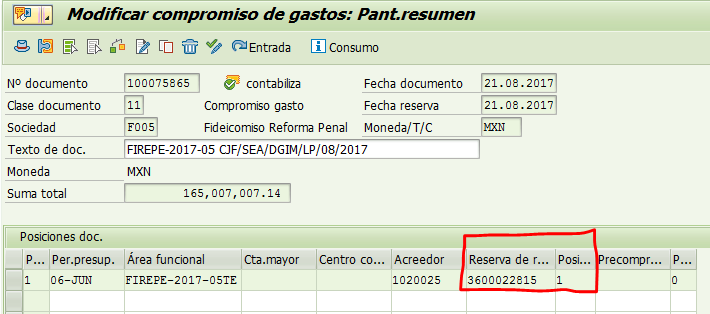 Modificar compromiso de gastos: Pant.resumen
Entrada Consumo
Nº documento 100075865 contabiliza Fecha documento 21.08.2017
Clase documento 11 Compromiso gasto Fecha reserva 21.08.2017
Sociedad F005 Fideicomiso Reforma Penal Moneda/T/C MXN
Texto de doc. FIREPE-2017-05 CJF/SEA/DGIM/LP/08/2017
Moneda MXN
Suma total 165,007,007.14
Posiciones doc.
P... Per.presup. Área funcional Cta.mayor Centro co... Acreedor Reserva de r... Posi... Precompr... P...
1 06-JUN FIREPE-2017-05TE 1020025 3600022815 1 0